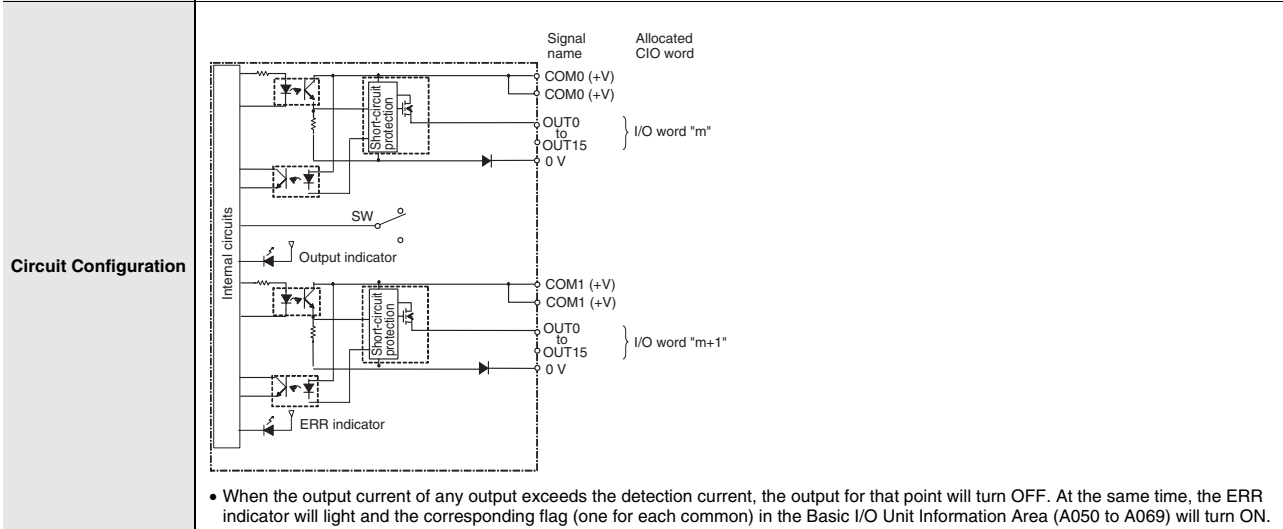 Circuit Configuration
Signal name
Allocated CIO word
COM0 (+V)
COM0 (+V)
OUT0
to
OUT15
I/O word "m"
0 V
Short-circuit protection
Internal circuits
SW
Output indicator
COM1 (+V)
COM1 (+V)
OUT0
to
OUT15
I/O word "m+1"
0 V
Short-circuit protection
ERR indicator
• When the output current of any output exceeds the detection current, the output for that point will turn OFF. At the same time, the ERR
indicator will light and the corresponding flag (one for each common) in the Basic I/O Unit Information Area (A050 to A069) will turn ON.